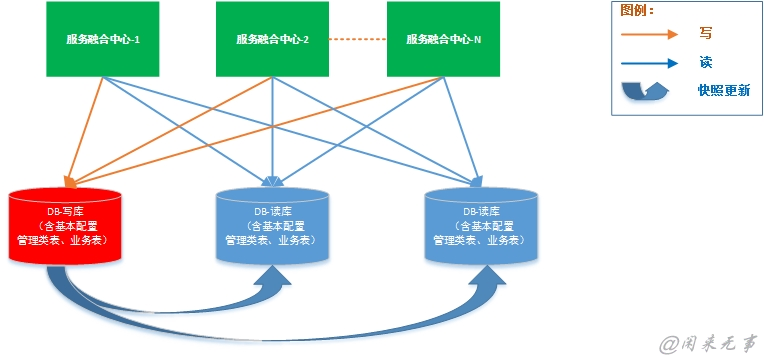 服务融合中心-1
服务融合中心-2
服务融合中心-N
图例：
写
读
快照更新
DB-写库
（含基本配置
管理类表、业务表）
DB-读库
（含基本配置
管理类表、业务表）
DB-读库
（含基本配置
管理类表、业务表）
@闲来无事